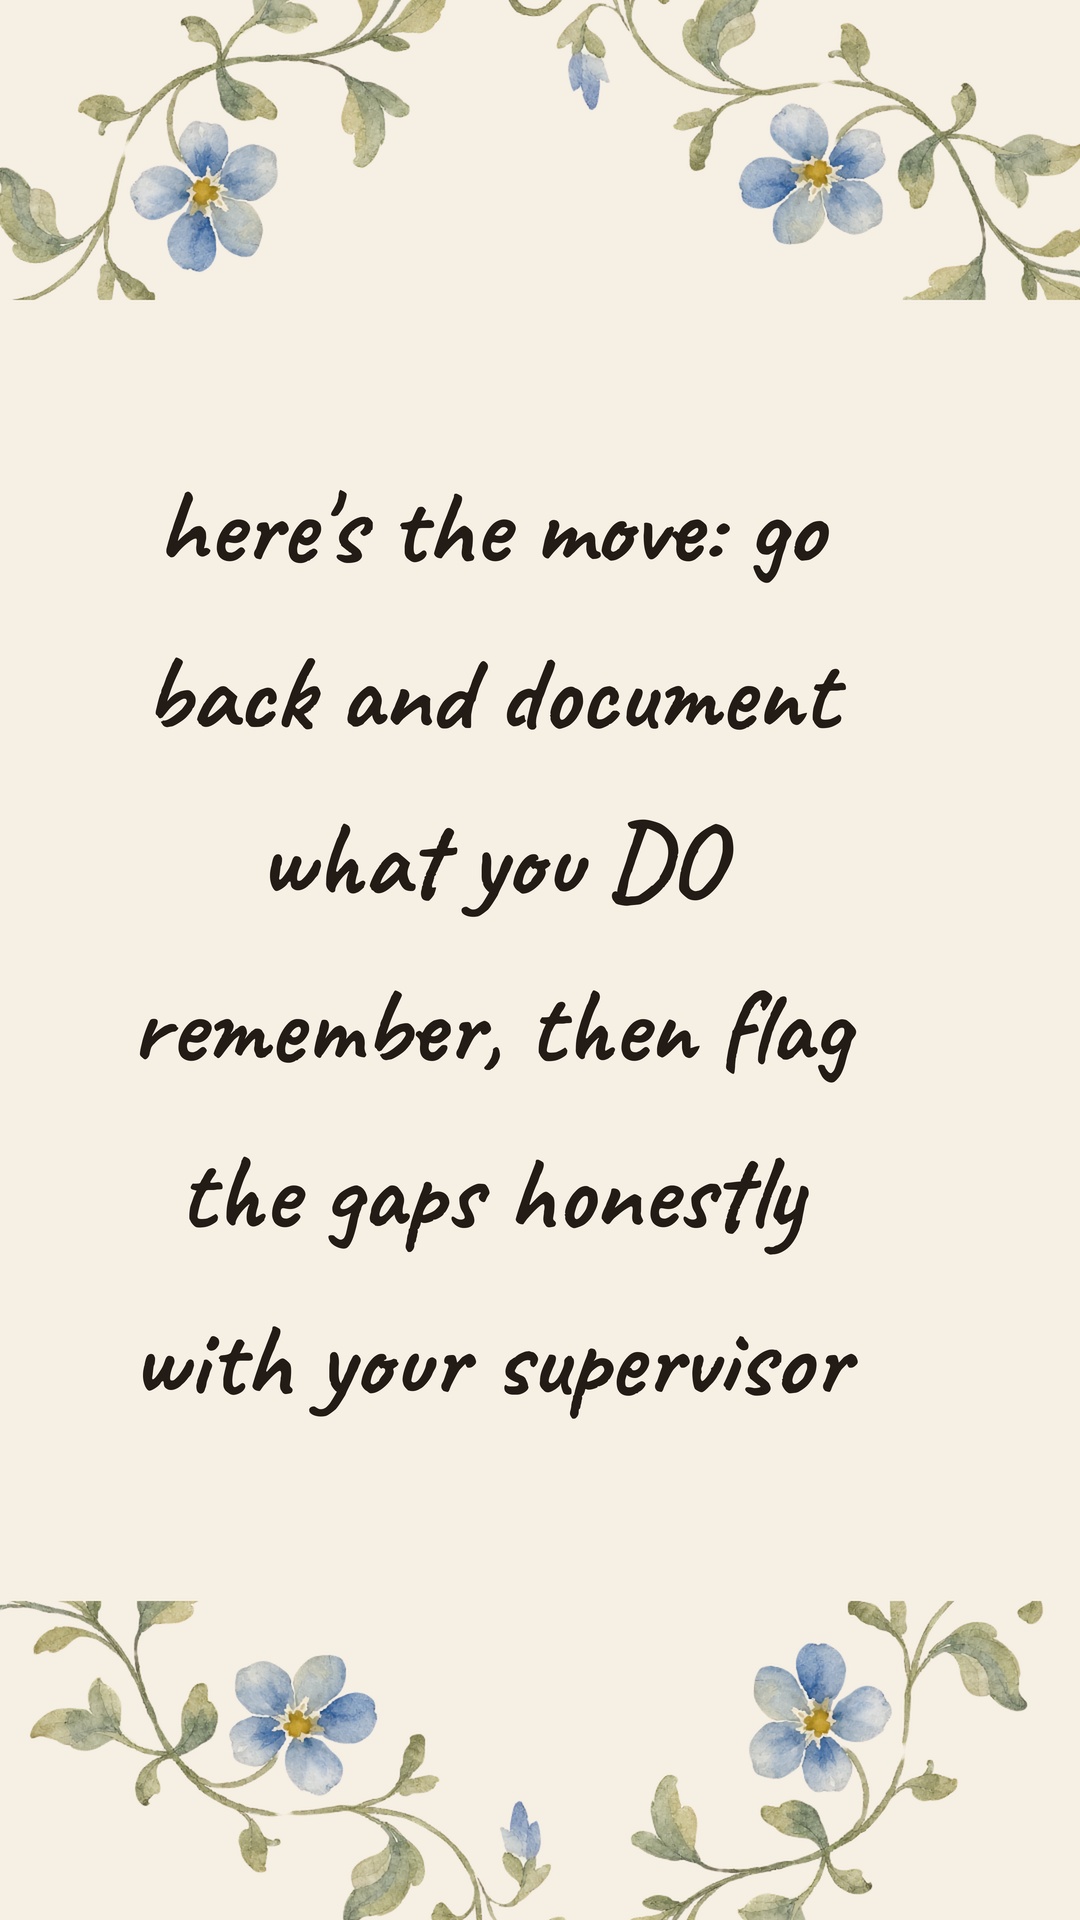 here's the move: go
back and document
what you DO
remember, then flag
the gaps honestly
with your supervisor